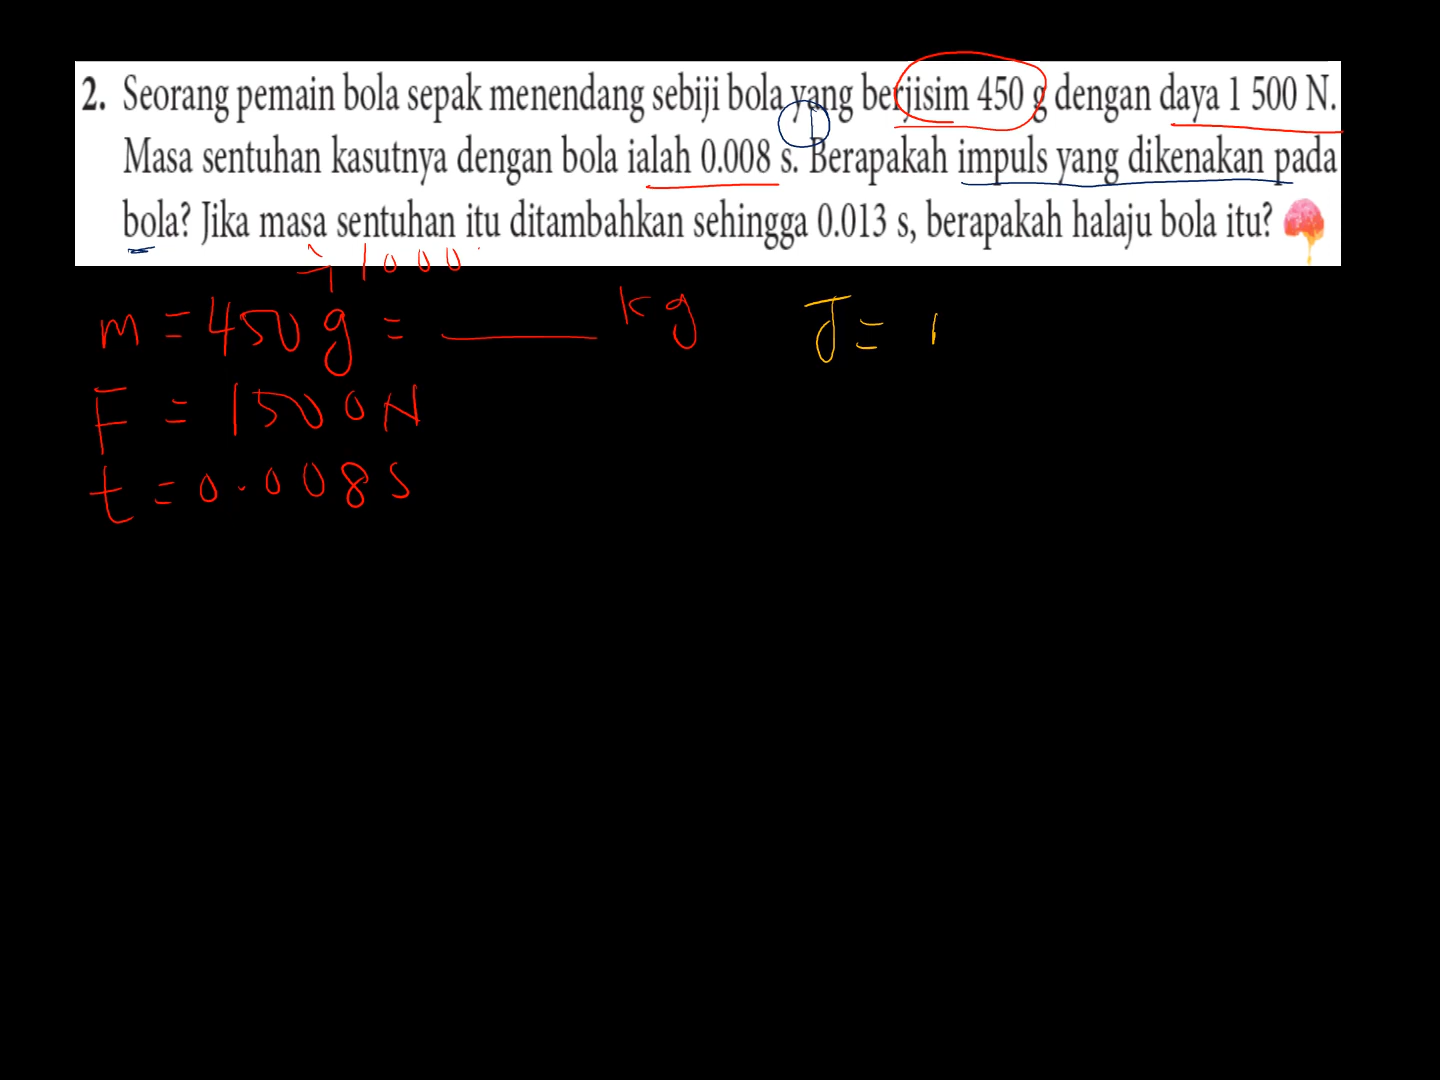 2. Seorang pemain bola sepak menendang sebiji bola yang berjisim 450 g dengan daya 1 500 N.
Masa sentuhan kasutnya dengan bola ialah 0.008 s. Berapakah impuls yang dikenakan pada
bola? Jika masa sentuhan itu ditambahkan sehingga 0.013 s, berapakah halaju bola itu?
1
÷ 1000
m = 450 g = ______ kg
J = 1
F = 1500 N
t = 0.008 s